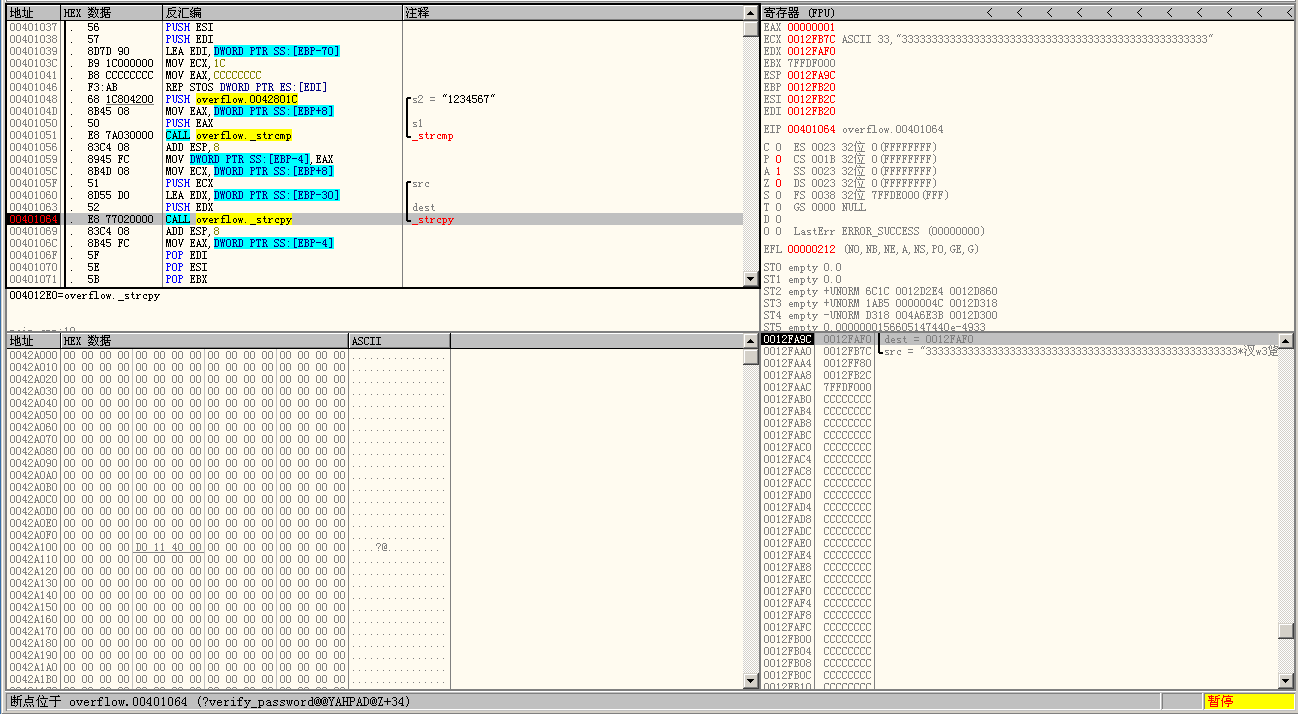 地址 HEX 数据 反汇编 注释
00401037 . 56 PUSH ESI
00401038 . 57 PUSH EDI
00401039 . 8D7D 90 LEA EDI,DWORD PTR SS:[EBP-70]
0040103C . B9 1C000000 MOV ECX,1C
00401041 . B8 CCCCCCCC MOV EAX,CCCCCCCC
00401046 . F3:AB REP STOS DWORD PTR ES:[EDI]
00401048 . 68 1C804200 PUSH overflow.0042801C s2 = "1234567"
0040104D . 8B45 08 MOV EAX,DWORD PTR SS:[EBP+8]
00401050 . 50 PUSH EAX s1
00401051 . E8 7A030000 CALL overflow._strcmp _strcmp
00401056 . 83C4 08 ADD ESP,8
00401059 . 8945 FC MOV DWORD PTR SS:[EBP-4],EAX
0040105C . 8B4D 08 MOV ECX,DWORD PTR SS:[EBP+8]
0040105F . 51 PUSH ECX src
00401060 . 8D55 D0 LEA EDX,DWORD PTR SS:[EBP-30]
00401063 . 52 PUSH EDX dest
00401064 . E8 77020000 CALL overflow._strcpy _strcpy
00401069 . 83C4 08 ADD ESP,8
0040106C . 8B45 FC MOV EAX,DWORD PTR SS:[EBP-4]
0040106F . 5F POP EDI
00401070 . 5E POP ESI
00401071 . 5B POP EBX
004012E0=overflow._strcpy
寄存器 (FPU) < < < < < < < < < < <
EAX 00000001
ECX 0012FB7C ASCII 33,"
EDX 0012FAF0
EBX 7FFDF000
ESP 0012FA9C
EBP 0012FB20
ESI 0012FB2C
EDI 0012FB20
EIP 00401064 overflow.00401064
C 0 ES 0023 32位 0(FFFFFFFF)
P 0 CS 001B 32位 0(FFFFFFFF)
A 1 SS 0023 32位 0(FFFFFFFF)
Z 0 DS 0023 32位 0(FFFFFFFF)
S 0 FS 0038 32位 7FFDE000(FFF)
T 0 GS 0000 NULL
D 0
O 0 LastErr ERROR_SUCCESS (00000000)
EFL 00000212 (NO,NB,NE,A,NS,PO,GE,G)
ST0 empty 0.0
ST1 empty 0.0
ST2 empty +UNORM 6C1C 0012D2E4 0012D860
ST3 empty +UNORM 1AB5 0000004C 0012D318
ST4 empty -UNORM D318 004A6E3B 0012D300
ST5 empty 0.0000000156605147440e-4933
地址 HEX 数据 ASCII
0042A000 00 00 00 00 00 00 00 00 00 00 00 00 00 00 00 00 ................
0042A010 00 00 00 00 00 00 00 00 00 00 00 00 00 00 00 00 ................
0042A020 00 00 00 00 00 00 00 00 00 00 00 00 00 00 00 00 ................
0042A030 00 00 00 00 00 00 00 00 00 00 00 00 00 00 00 00 ................
0042A040 00 00 00 00 00 00 00 00 00 00 00 00 00 00 00 00 ................
0042A050 00 00 00 00 00 00 00 00 00 00 00 00 00 00 00 00 ................
0042A060 00 00 00 00 00 00 00 00 00 00 00 00 00 00 00 00 ................
0042A070 00 00 00 00 00 00 00 00 00 00 00 00 00 00 00 00 ................
0042A080 00 00 00 00 00 00 00 00 00 00 00 00 00 00 00 00 ................
0042A090 00 00 00 00 00 00 00 00 00 00 00 00 00 00 00 00 ................
0042A0A0 00 00 00 00 00 00 00 00 00 00 00 00 00 00 00 00 ................
0042A0B0 00 00 00 00 00 00 00 00 00 00 00 00 00 00 00 00 ................
0042A0C0 00 00 00 00 00 00 00 00 00 00 00 00 00 00 00 00 ................
0042A0D0 00 00 00 00 00 00 00 00 00 00 00 00 00 00 00 00 ................
0042A0E0 00 00 00 00 00 00 00 00 00 00 00 00 00 00 00 00 ................
0042A0F0 00 00 00 00 00 00 00 00 00 00 00 00 00 00 00 00 ................
0042A100 00 00 00 00 D0 11 40 00 00 00 00 00 00 00 00 00 ....?@.........
0042A110 00 00 00 00 00 00 00 00 00 00 00 00 00 00 00 00 ................
0042A120 00 00 00 00 00 00 00 00 00 00 00 00 00 00 00 00 ................
0042A130 00 00 00 00 00 00 00 00 00 00 00 00 00 00 00 00 ................
0042A140 00 00 00 00 00 00 00 00 00 00 00 00 00 00 00 00 ................
0042A150 00 00 00 00 00 00 00 00 00 00 00 00 00 00 00 00 ................
0042A160 00 00 00 00 00 00 00 00 00 00 00 00 00 00 00 00 ................
0042A170 00 00 00 00 00 00 00 00 00 00 00 00 00 00 00 00 ................
0042A180 00 00 00 00 00 00 00 00 00 00 00 00 00 00 00 00 ................
0042A190 00 00 00 00 00 00 00 00 00 00 00 00 00 00 00 00 ................
0042A1A0 00 00 00 00 00 00 00 00 00 00 00 00 00 00 00 00 ................
0042A1B0 00 00 00 00 00 00 00 00 00 00 00 00 00 00 00 00 ................
0012FA9C 0012FAF0 dest = 0012FAF0
0012FAA0 0012FB7C src = "
0012FAA4 0012FF80
0012FAA8 0012FB2C
0012FAAC 7FFDF000
0012FAB0 CCCCCCCC
0012FAB4 CCCCCCCC
0012FAB8 CCCCCCCC
0012FABC CCCCCCCC
0012FAC0 CCCCCCCC
0012FAC4 CCCCCCCC
0012FAC8 CCCCCCCC
0012FACC CCCCCCCC
0012FAD0 CCCCCCCC
0012FAD4 CCCCCCCC
0012FAD8 CCCCCCCC
0012FADC CCCCCCCC
0012FAE0 CCCCCCCC
0012FAE4 CCCCCCCC
0012FAE8 CCCCCCCC
0012FAEC CCCCCCCC
0012FAF0 CCCCCCCC
0012FAF4 CCCCCCCC
0012FAF8 CCCCCCCC
0012FAFC CCCCCCCC
0012FB00 CCCCCCCC
0012FB04 CCCCCCCC
0012FB08 CCCCCCCC
0012FB0C CCCCCCCC
0012FB10 CCCCCCCC
断点位于 overflow.00401064 (?verify_password@@YAHPAD@Z+34) 暂停